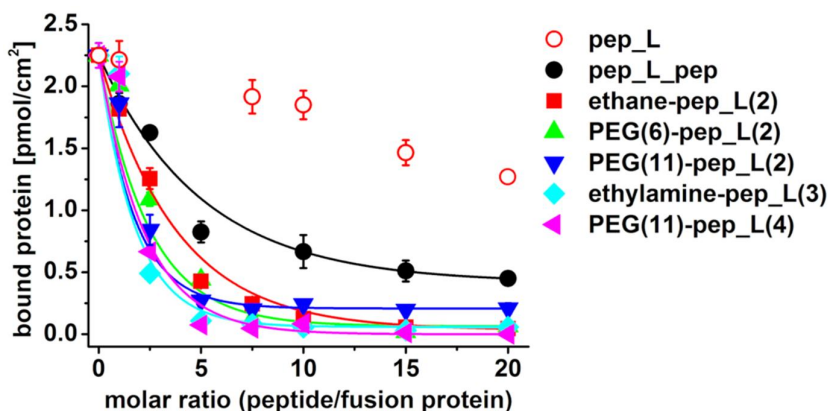 2.5
2.0
1.5
1.0
0.5
0.0
bound protein [pmol/cm²]
0 5 10 15 20
molar ratio (peptide/fusion protein)
pep_L
pep_L_pep
ethane-pep_L(2)
PEG(6)-pep_L(2)
PEG(11)-pep_L(2)
ethylamine-pep_L(3)
PEG(11)-pep_L(4)